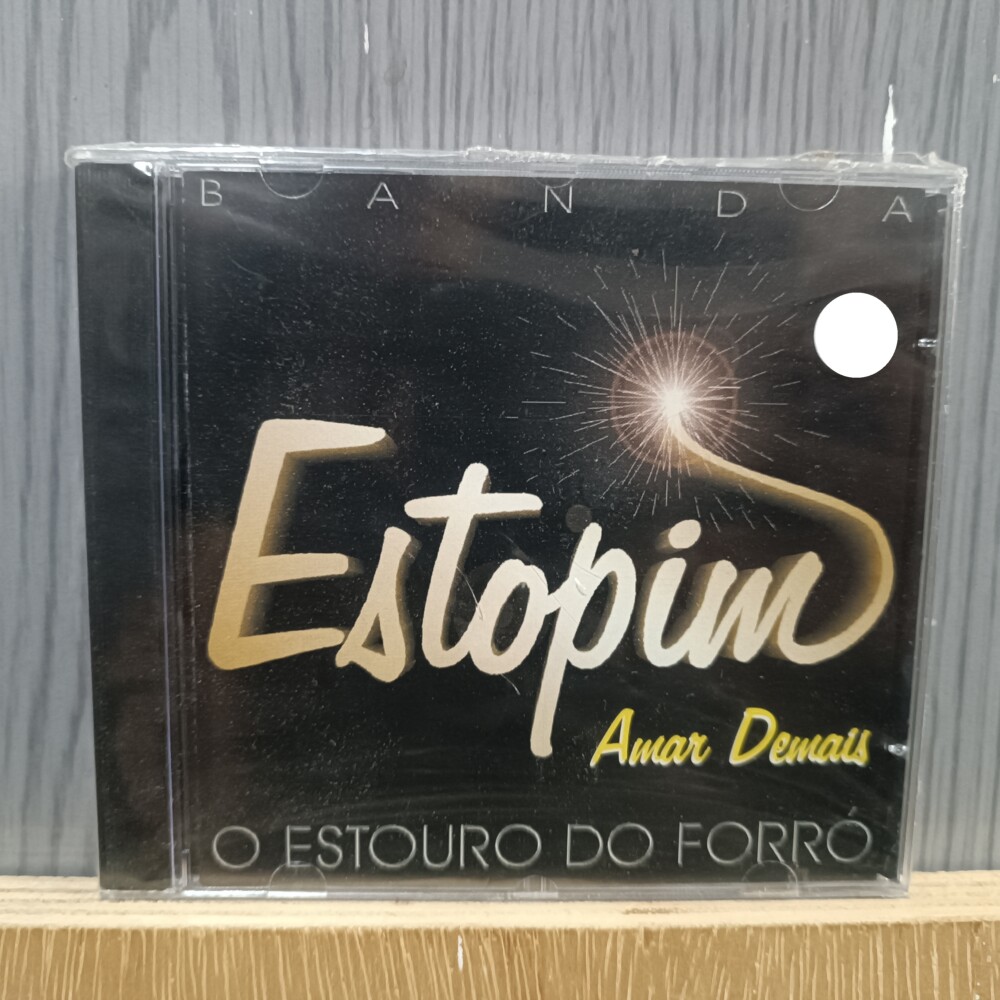 BANDA
Estopim
Amar Demais
O ESTOURO DO FORRÓ